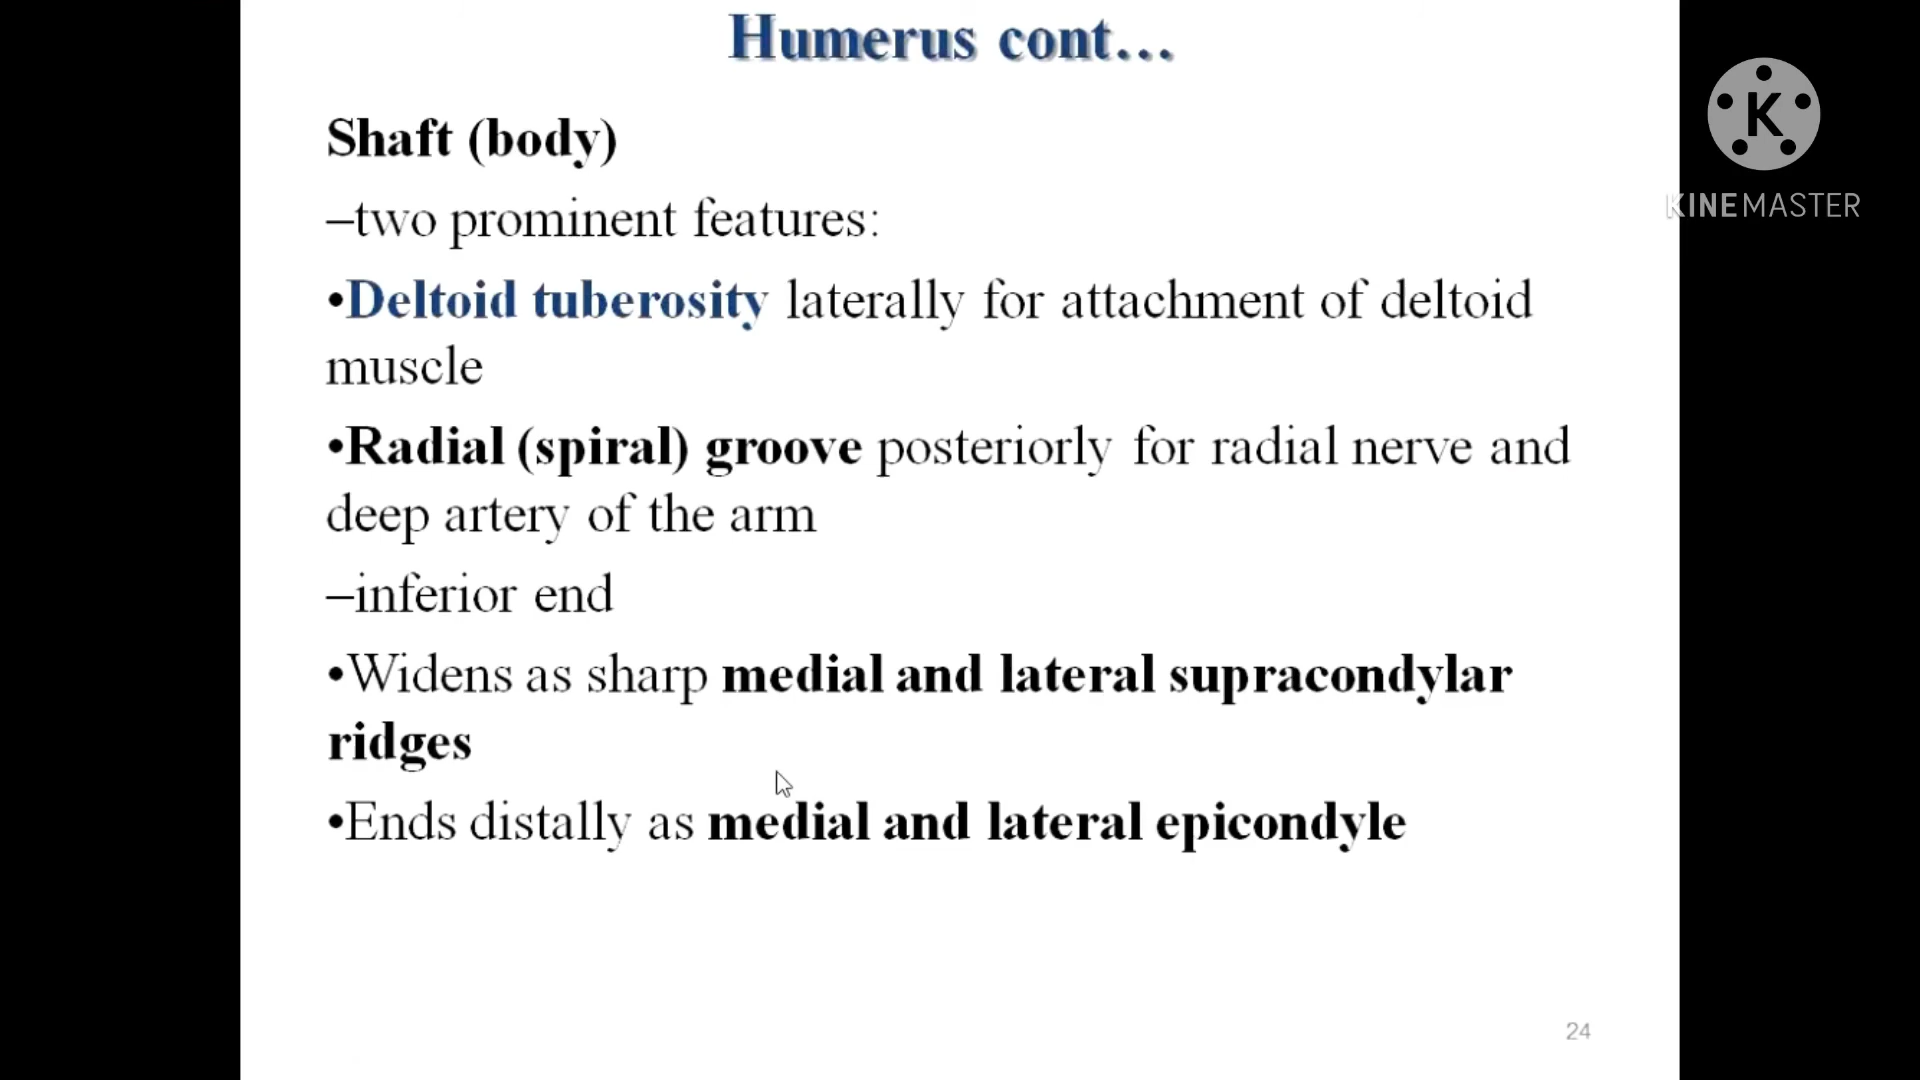 Humerus cont...
Shaft (body)
–two prominent features:
•Deltoid tuberosity laterally for attachment of deltoid
muscle
•Radial (spiral) groove posteriorly for radial nerve and
deep artery of the arm
–inferior end
•Widens as sharp medial and lateral supracondylar
ridges
•Ends distally as medial and lateral epicondyle
24
K
KINEMASTER